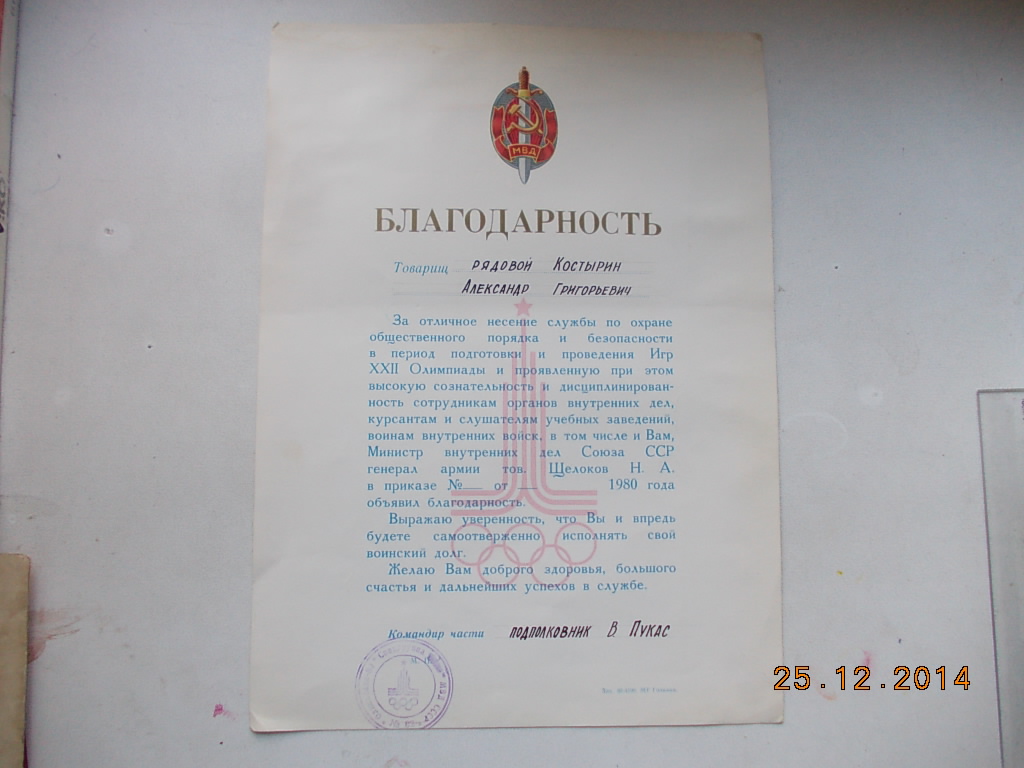 МВД
БЛАГОДАРНОСТЬ
Товарищ рядовой Костырин
Александр Григорьевич
За отличное несение службы по охране
общественного порядка и безопасности
в период подготовки и проведения Игр
XXII Олимпиады и проявленную при этом
высокую сознательность и дисциплинирован-
ность сотрудникам органов внутренних дел,
курсантам и слушателям учебных заведений,
воинам внутренних войск, в том числе и Вам,
Министр внутренних дел Союза ССР
генерал армии тов. Щелоков Н. А.
в приказе № от 1980 года
объявил благодарность.
Выражаю уверенность, что Вы и впредь
будете самоотверженно исполнять свой
воинский долг.
Желаю Вам доброго здоровья, большого
счастья и дальнейших успехов в службе.
Командир части подполковник В. Пукас
МВД СССР
25.12.2014